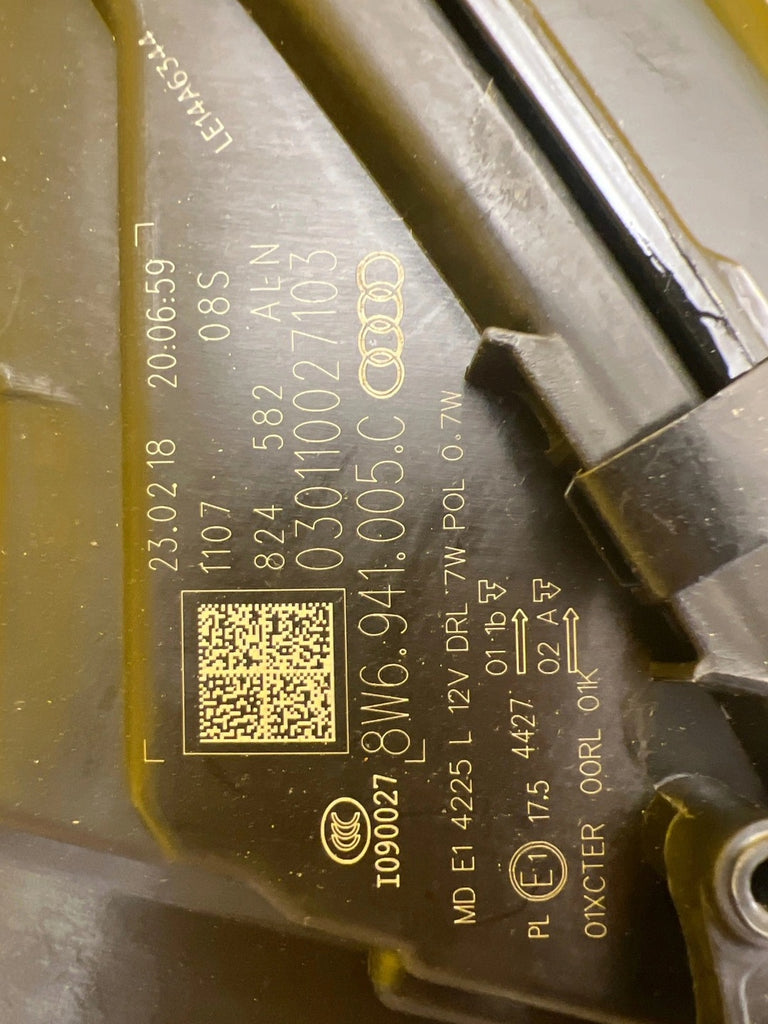 LE14A6344
23.02.18 20:06:59
1107 08S
824 582 ALN
030110027103
8W6.941.005.C
CCC
I090027
MD E1 4225 L 12V DRL 7W POL 0.7W
01 1b
PL E1 17.5 4427
02 A
01XCTER 00RL 01K